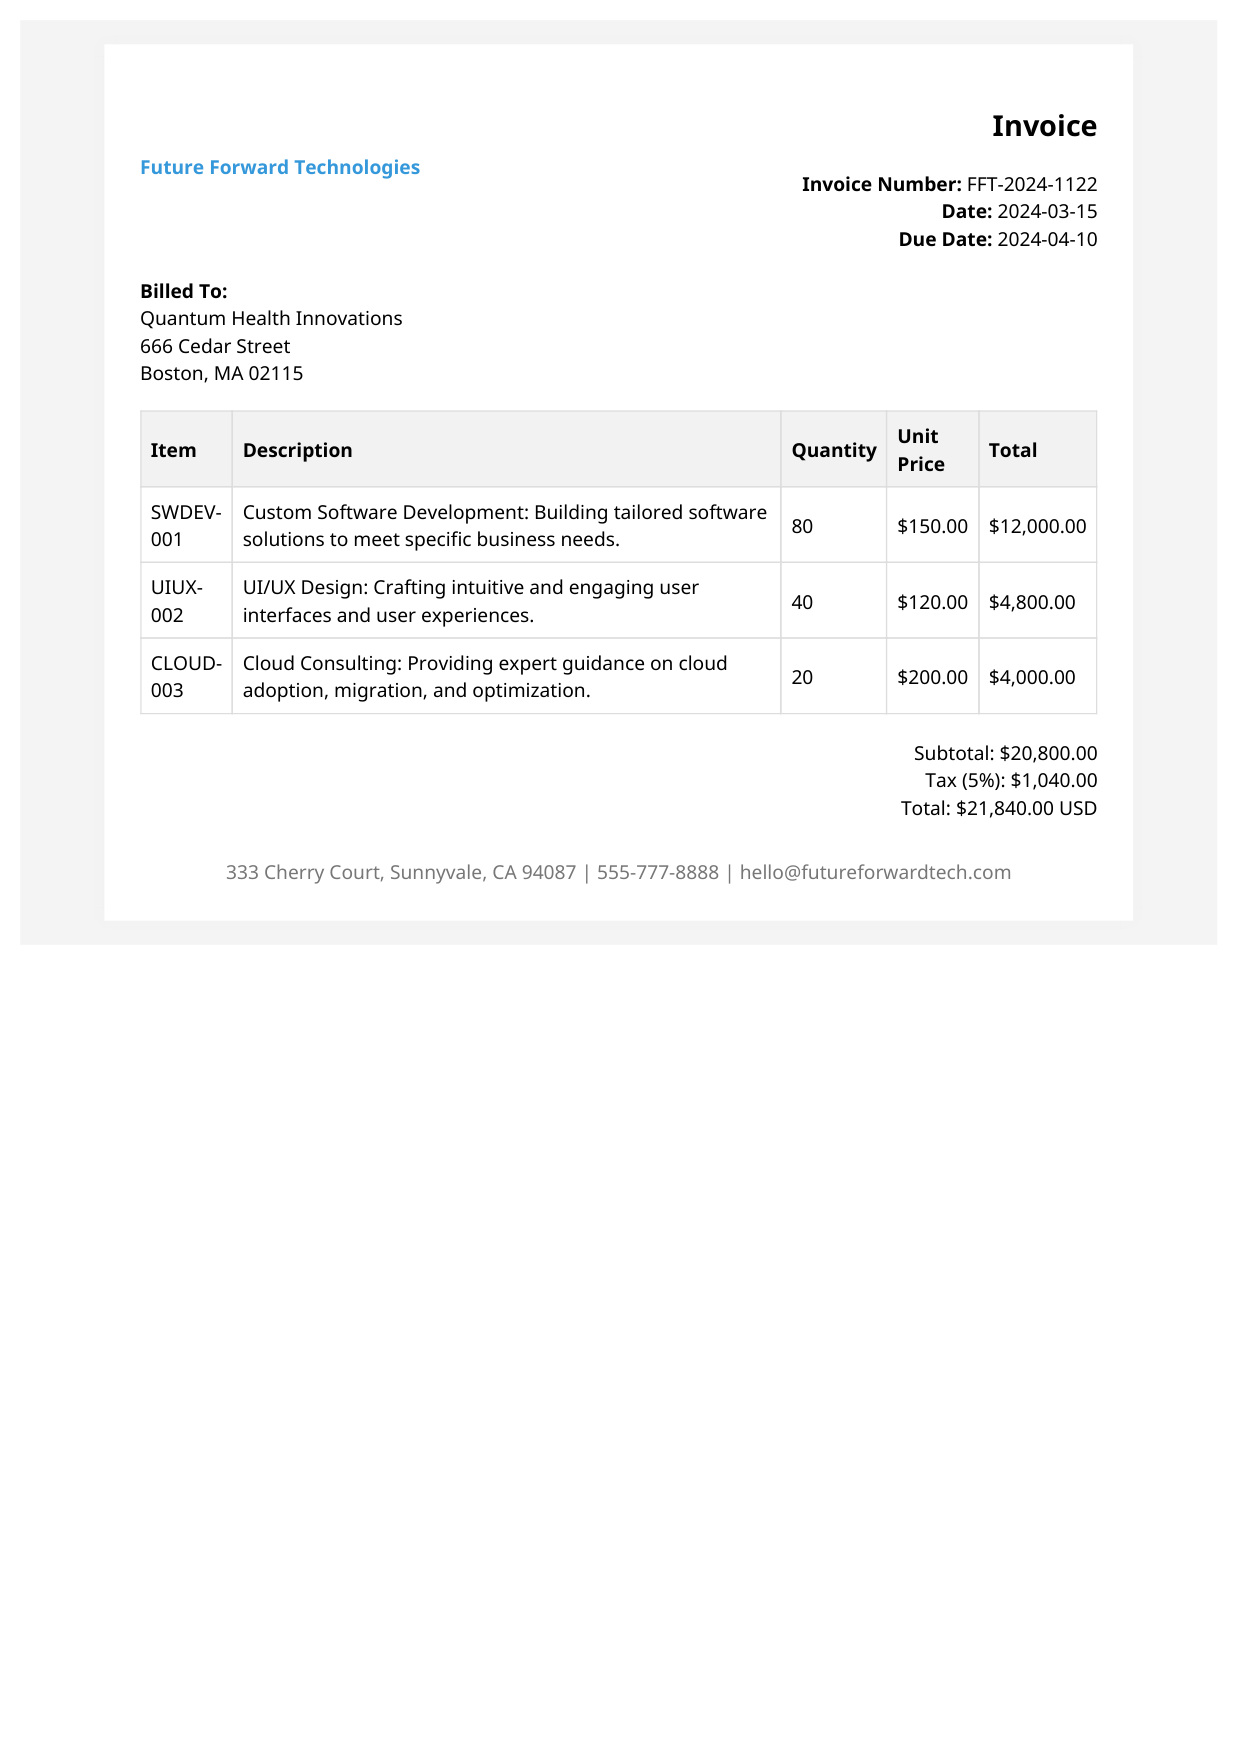 Invoice
Future Forward Technologies
Invoice Number: FFT-2024-1122
Date: 2024-03-15
Due Date: 2024-04-10
Billed To:
Quantum Health Innovations
666 Cedar Street
Boston, MA 02115
Item Description Quantity Unit Price Total
SWDEV-001 Custom Software Development: Building tailored software solutions to meet specific business needs. 80 $150.00 $12,000.00
UIUX-002 UI/UX Design: Crafting intuitive and engaging user interfaces and user experiences. 40 $120.00 $4,800.00
CLOUD-003 Cloud Consulting: Providing expert guidance on cloud adoption, migration, and optimization. 20 $200.00 $4,000.00
Subtotal: $20,800.00
Tax (5%): $1,040.00
Total: $21,840.00 USD
333 Cherry Court, Sunnyvale, CA 94087 | 555-777-8888 | hello@futureforwardtech.com